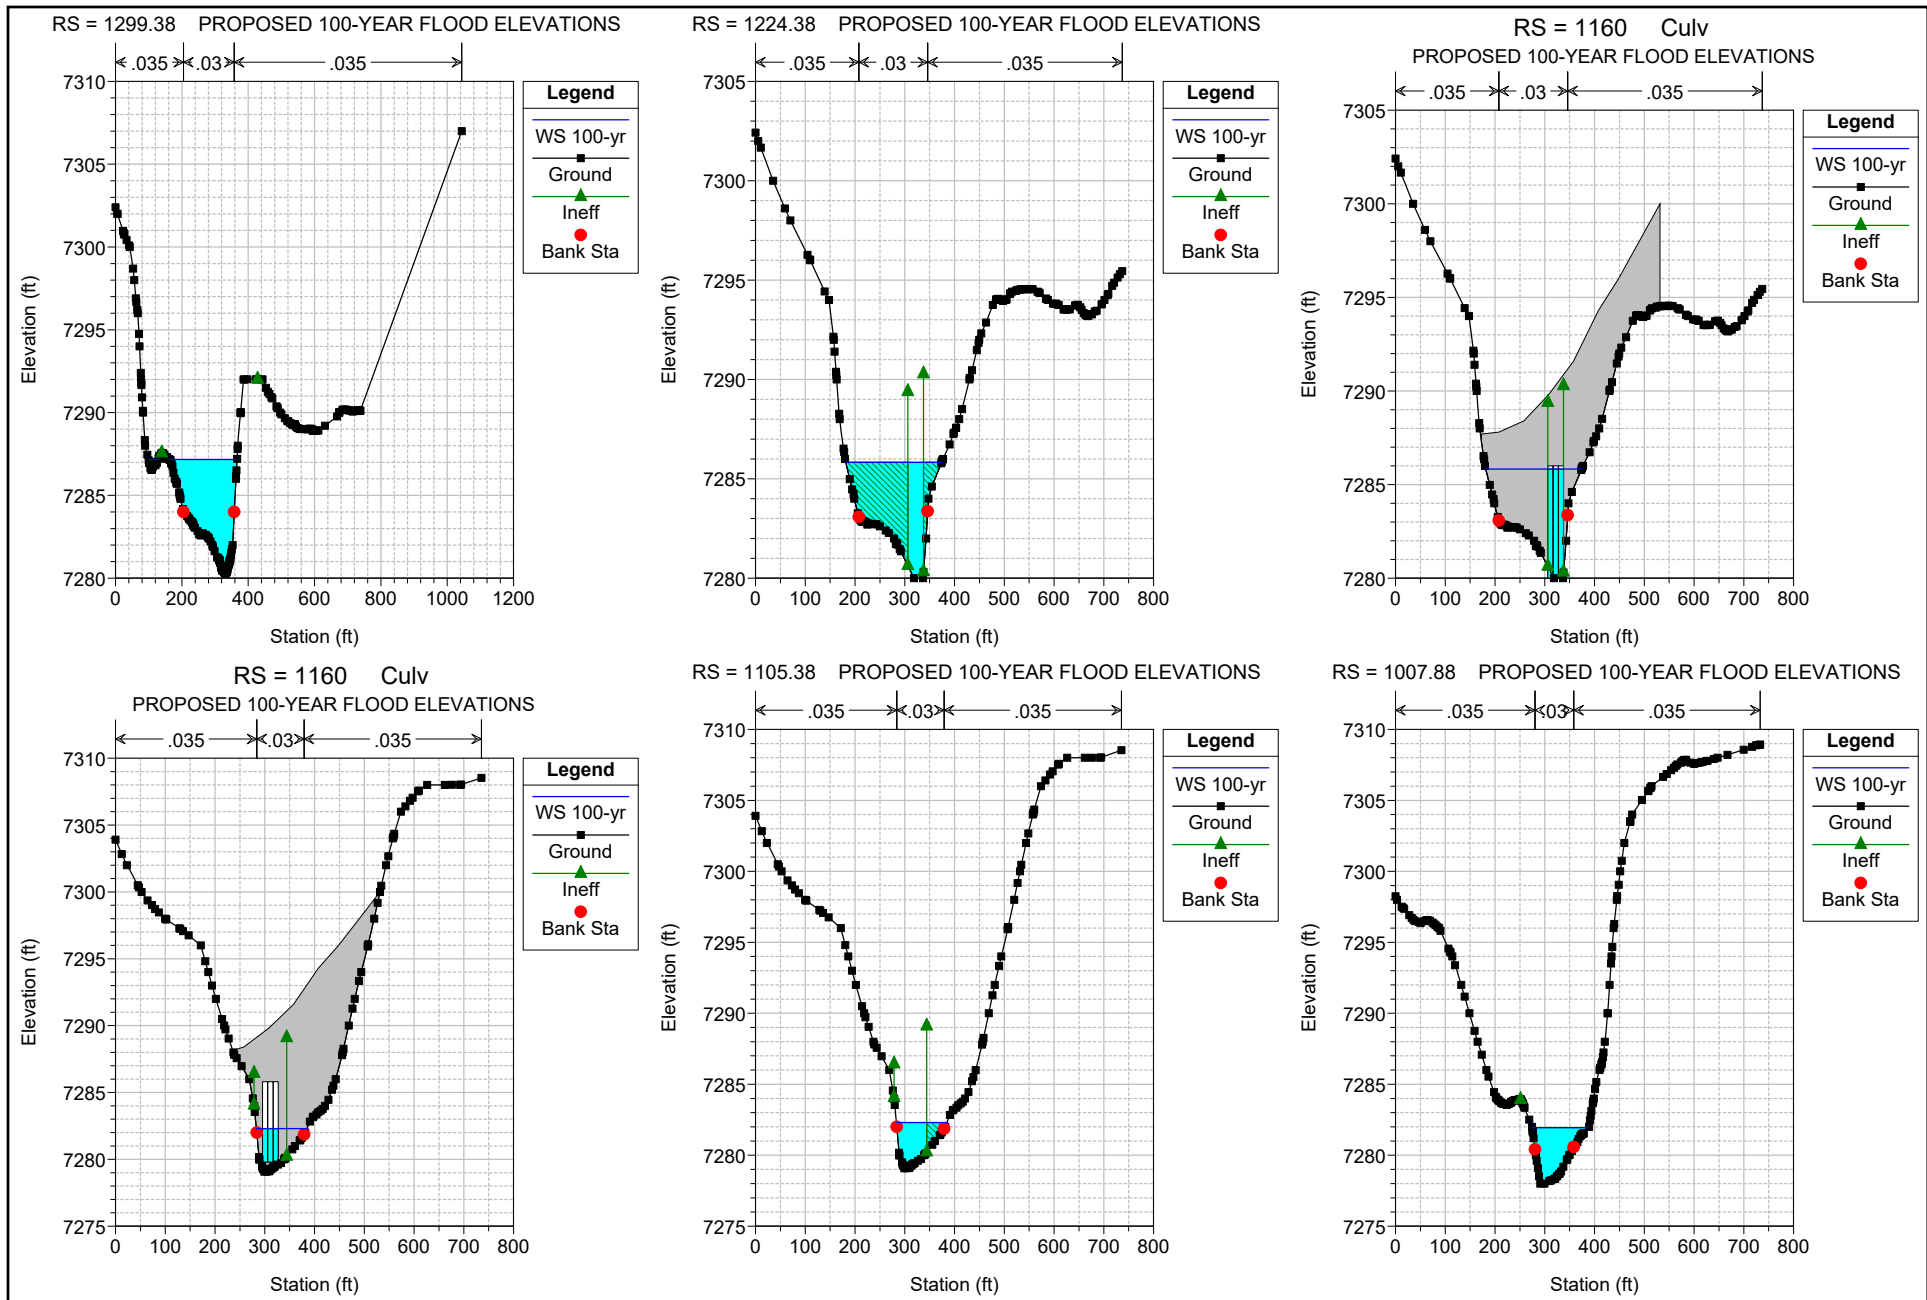 RS = 1299.38 PROPOSED 100-YEAR FLOOD ELEVATIONS
.035 .03 .035
7310
7305
7300
7295
7290
7285
7280
0 200 400 600 800 1000 1200
Elevation (ft)
Station (ft)
Legend
WS 100-yr
Ground
Ineff
Bank Sta
RS = 1224.38 PROPOSED 100-YEAR FLOOD ELEVATIONS
.035 .03 .035
7305
7300
7295
7290
7285
7280
0 100 200 300 400 500 600 700 800
Elevation (ft)
Station (ft)
Legend
WS 100-yr
Ground
Ineff
Bank Sta
RS = 1160 Culv
PROPOSED 100-YEAR FLOOD ELEVATIONS
.035 .03 .035
7305
7300
7295
7290
7285
7280
0 100 200 300 400 500 600 700 800
Elevation (ft)
Station (ft)
Legend
WS 100-yr
Ground
Ineff
Bank Sta
RS = 1160 Culv
PROPOSED 100-YEAR FLOOD ELEVATIONS
.035 .03 .035
7310
7305
7300
7295
7290
7285
7280
7275
0 100 200 300 400 500 600 700 800
Elevation (ft)
Station (ft)
Legend
WS 100-yr
Ground
Ineff
Bank Sta
RS = 1105.38 PROPOSED 100-YEAR FLOOD ELEVATIONS
.035 .03 .035
7310
7305
7300
7295
7290
7285
7280
7275
0 100 200 300 400 500 600 700 800
Elevation (ft)
Station (ft)
Legend
WS 100-yr
Ground
Ineff
Bank Sta
RS = 1007.88 PROPOSED 100-YEAR FLOOD ELEVATIONS
.035 .03 .035
7310
7305
7300
7295
7290
7285
7280
7275
0 100 200 300 400 500 600 700 800
Elevation (ft)
Station (ft)
Legend
WS 100-yr
Ground
Ineff
Bank Sta